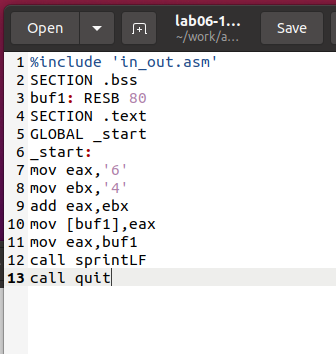 Open
lab06-1...
~/work/a...
Save
1 %include 'in_out.asm'
2 SECTION .bss
3 buf1: RESB 80
4 SECTION .text
5 GLOBAL _start
6 _start:
7 mov eax,'6'
8 mov ebx,'4'
9 add eax,ebx
10 mov [buf1],eax
11 mov eax,buf1
12 call sprintLF
13 call quit